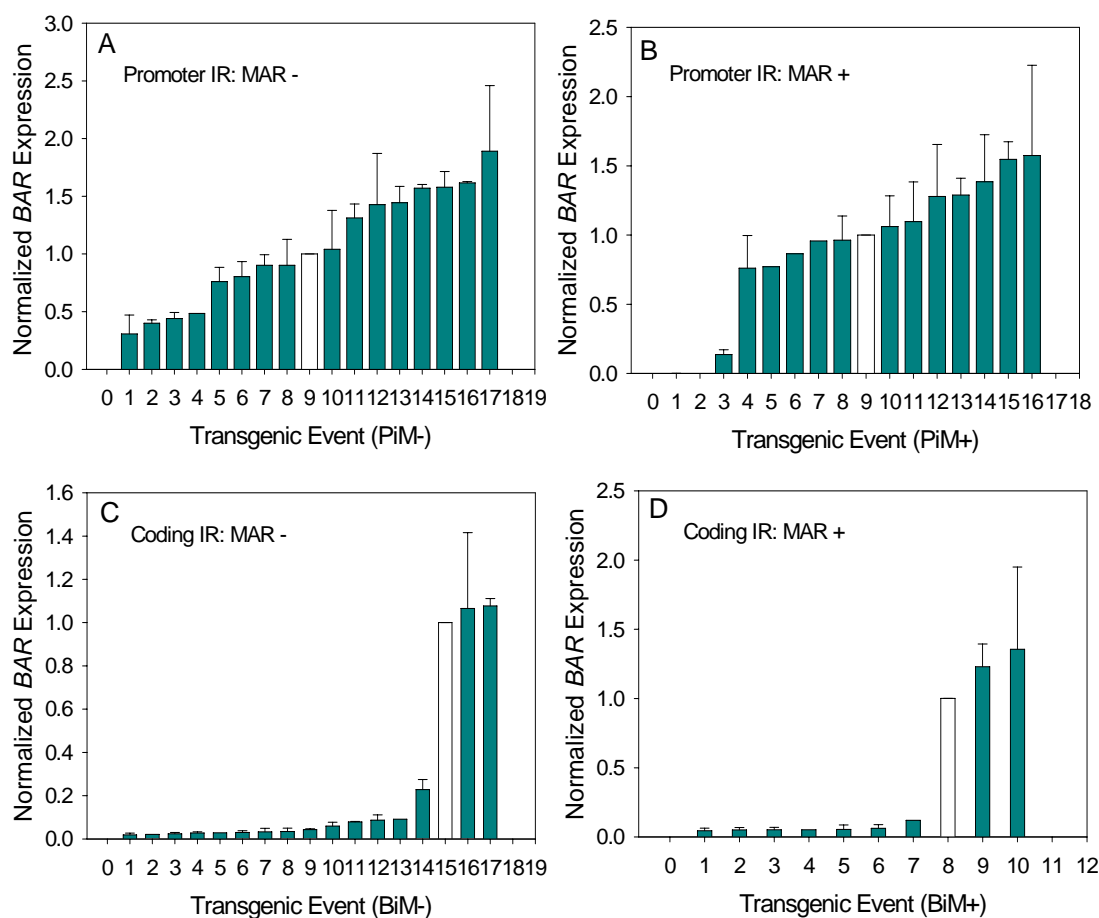 A
Promoter IR: MAR -
Normalized BAR Expression
3.0
2.5
2.0
1.5
1.0
0.5
0.0
0 1 2 3 4 5 6 7 8 9 10 11 12 13 14 15 16 17 18 19
Transgenic Event (PiM-)
B
Promoter IR: MAR +
Normalized BAR Expression
2.5
2.0
1.5
1.0
0.5
0.0
0 1 2 3 4 5 6 7 8 9 10 11 12 13 14 15 16 17 18
Transgenic Event (PiM+)
C
Coding IR: MAR -
Normalized BAR Expression
1.6
1.4
1.2
1.0
0.8
0.6
0.4
0.2
0.0
0 1 2 3 4 5 6 7 8 9 10 11 12 13 14 15 16 17 18 19
Transgenic Event (BiM-)
D
Coding IR: MAR +
Normalized BAR Expression
2.5
2.0
1.5
1.0
0.5
0.0
0 1 2 3 4 5 6 7 8 9 10 11 12
Transgenic Event (BiM+)